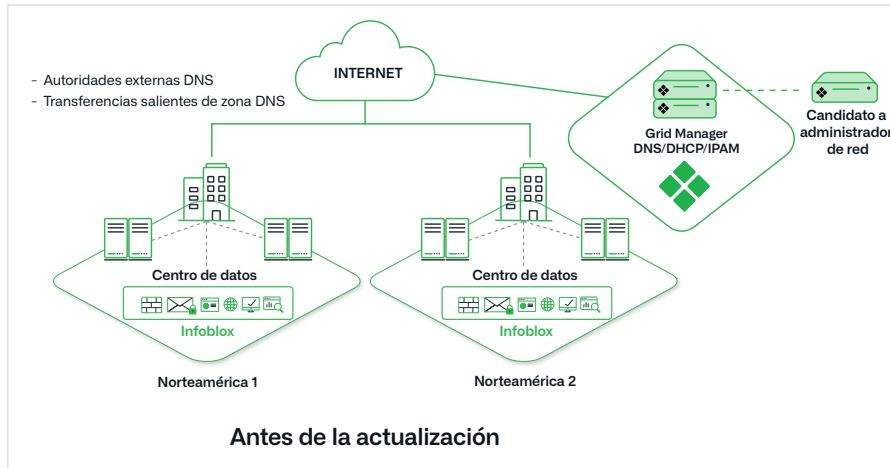 - Autoridades externas DNS
- Transferencias salientes de zona DNS
INTERNET
Grid Manager
DNS/DHCP/IPAM
Candidato a
administrador
de red
Centro de datos
Infoblox
Norteamérica 1
Centro de datos
Infoblox
Norteamérica 2
Antes de la actualización